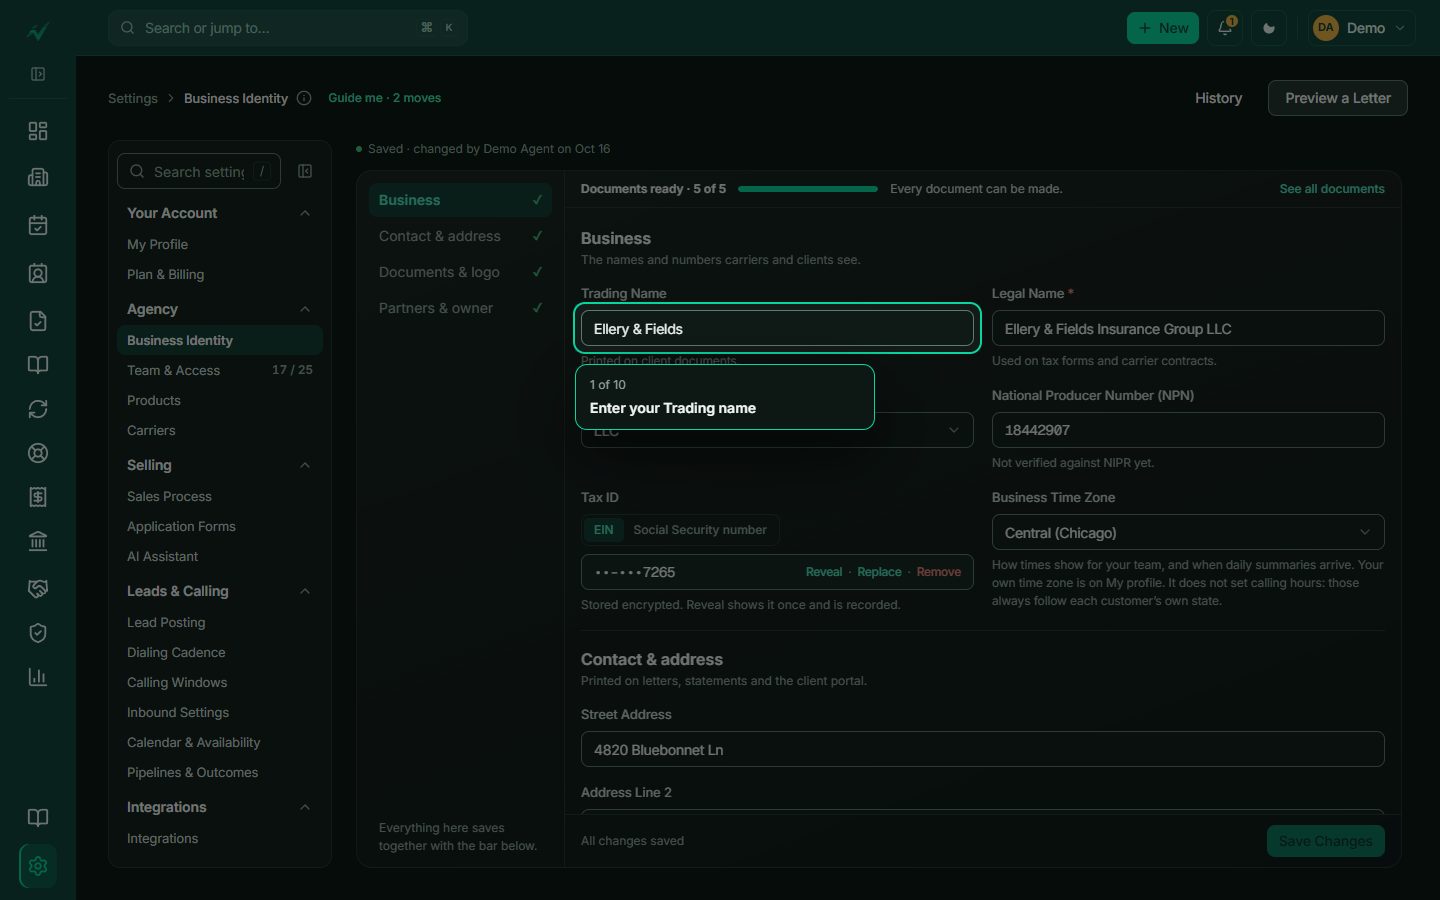 Search or jump to...
⌘ K
+ New
1
DA
Demo
Settings > Business Identity
Guide me · 2 moves
History
Preview a Letter
Search setting
/
Your Account
My Profile
Plan & Billing
Agency
Business Identity
Team & Access 17 / 25
Products
Carriers
Selling
Sales Process
Application Forms
AI Assistant
Leads & Calling
Lead Posting
Dialing Cadence
Calling Windows
Inbound Settings
Calendar & Availability
Pipelines & Outcomes
Integrations
Integrations
Saved · changed by Demo Agent on Oct 16
Business ✓
Contact & address ✓
Documents & logo ✓
Partners & owner ✓
Everything here saves
together with the bar below.
Documents ready · 5 of 5
Every document can be made.
See all documents
Business
The names and numbers carriers and clients see.
Trading Name
Ellery & Fields
Printed on client documents.
Legal Name *
Ellery & Fields Insurance Group LLC
Used on tax forms and carrier contracts.
1 of 10
Enter your Trading name
LLC
National Producer Number (NPN)
18442907
Not verified against NIPR yet.
Tax ID
EIN
Social Security number
••–•••7265
Reveal · Replace · Remove
Stored encrypted. Reveal shows it once and is recorded.
Business Time Zone
Central (Chicago)
How times show for your team, and when daily summaries arrive. Your
own time zone is on My profile. It does not set calling hours: those
always follow each customer's own state.
Contact & address
Printed on letters, statements and the client portal.
Street Address
4820 Bluebonnet Ln
Address Line 2
All changes saved
Save Changes